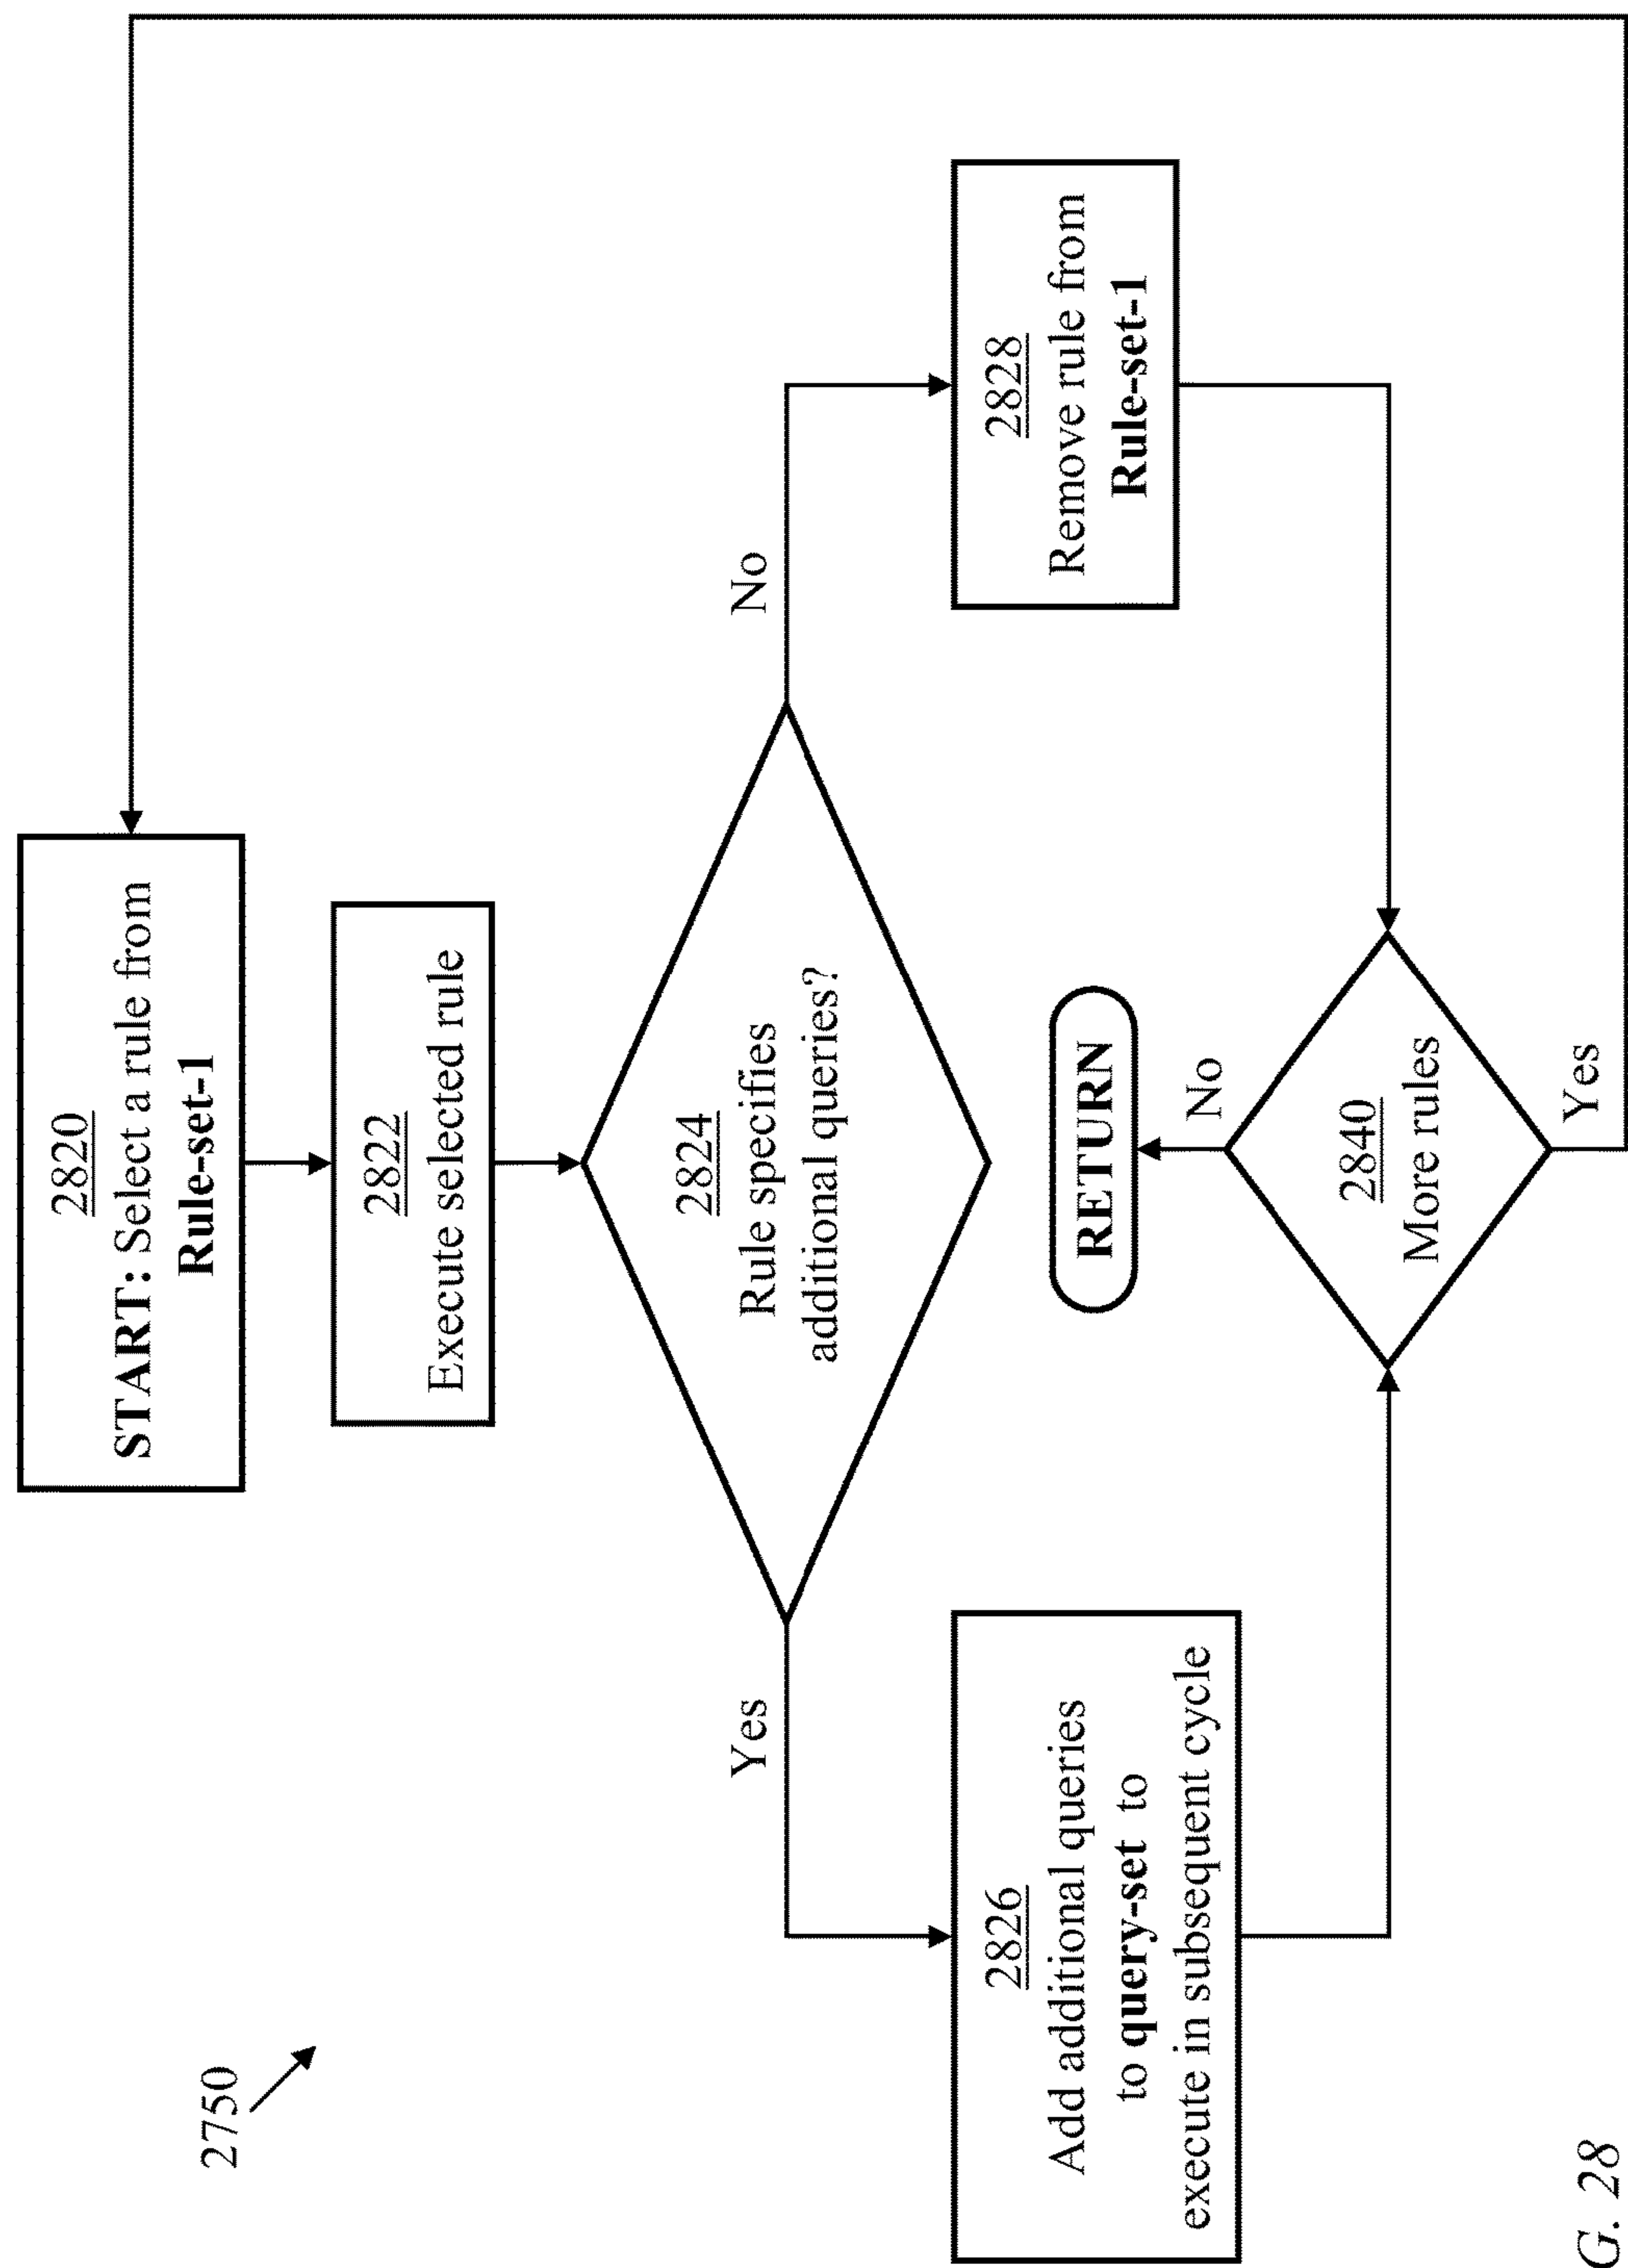 2750
2820
START: Select a rule from
Rule-set-1
2822
Execute selected rule
2824
Rule specifies
additional queries?
Yes
No
2826
Add additional queries
to query-set to
execute in subsequent cycle
2828
Remove rule from
Rule-set-1
RETURN
No
2840
More rules
Yes
G. 28